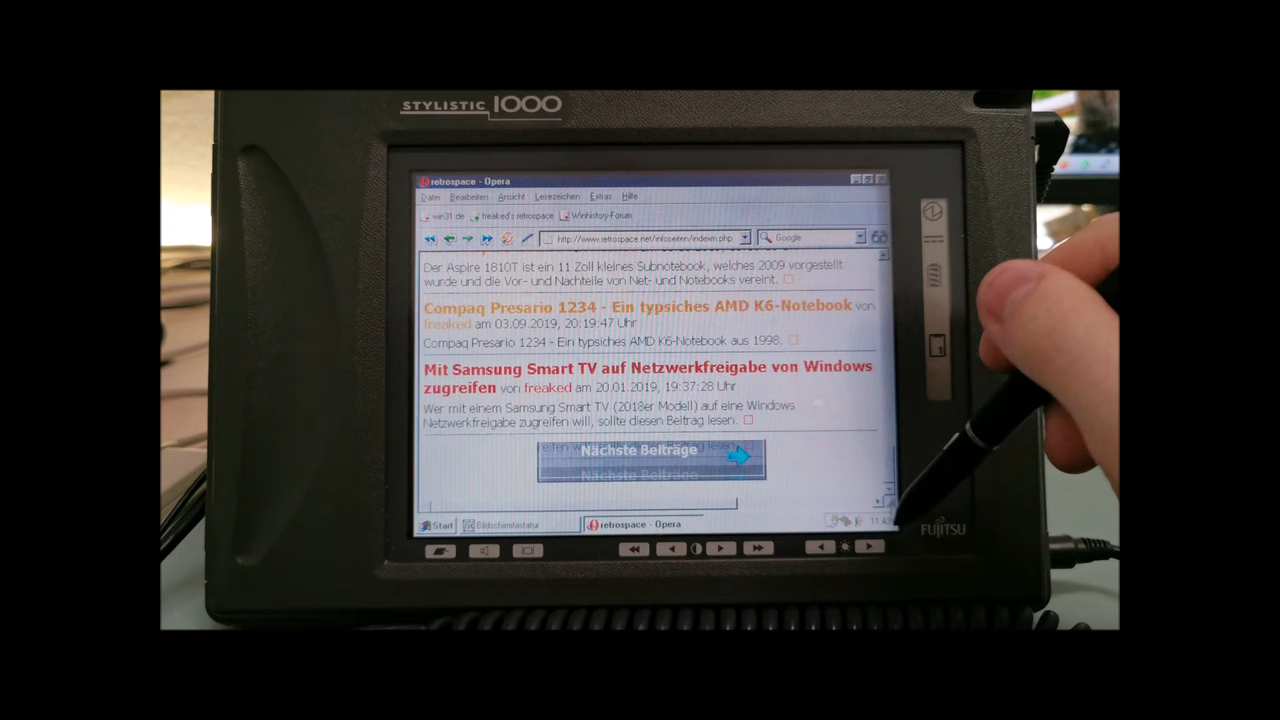 STYLISTIC 1000
retrospace - Opera
Datei Bearbeiten Ansicht Lesezeichen Extras Hilfe
win31.de freaked's retrospace Winhistory-Forum
http://www.retrospace.net/infoseiten/indexm.php Google
Der Aspire 1810T ist ein 11 Zoll kleines Subnotebook, welches 2009 vorgestellt
wurde und die Vor- und Nachteile von Net- und Notebooks vereint.
Compaq Presario 1234 - Ein typsiches AMD K6-Notebook von
freaked am 03.09.2019, 20:19:47 Uhr
Compaq Presario 1234 - Ein typsiches AMD K6-Notebook aus 1998.
Mit Samsung Smart TV auf Netzwerkfreigabe von Windows
zugreifen von freaked am 20.01.2019, 19:37:28 Uhr
Wer mit einem Samsung Smart TV (2018er Modell) auf eine Windows
Netzwerkfreigabe zugreifen will, sollte diesen Beitrag lesen.
Nächste Beiträge
Nächste Beiträge
Start Bildschirmtastatur retrospace - Opera
FUJITSU